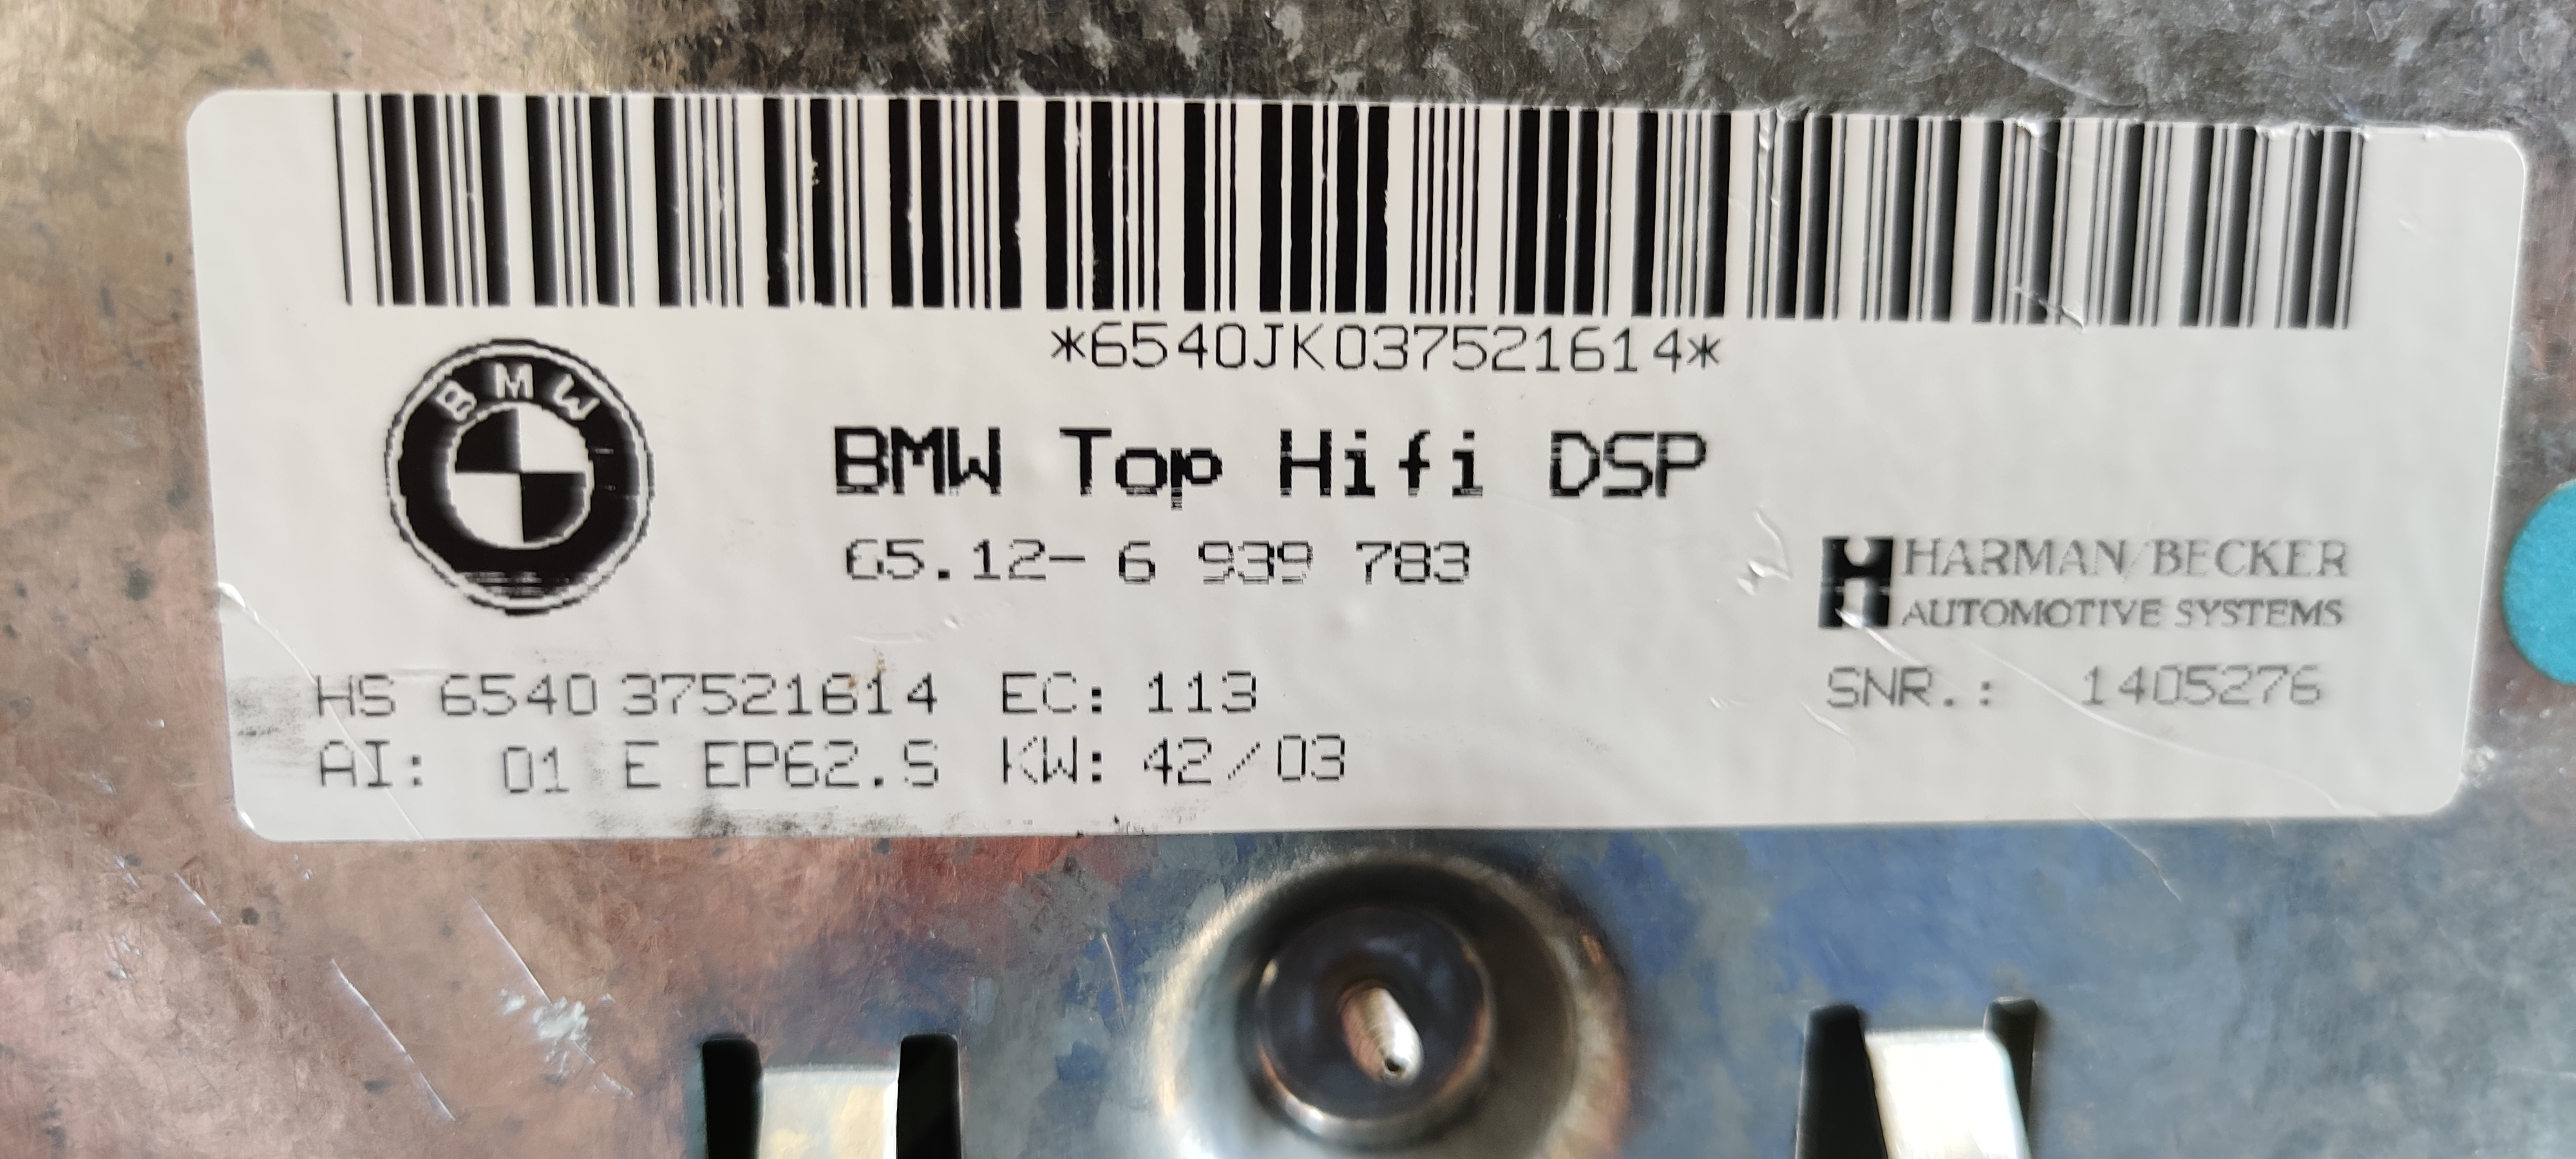 *6540JK037521614*
BMW
BMW Top Hifi DSP
65.12- 6 939 783
HARMAN/BECKER
AUTOMOTIVE SYSTEMS
HS 6540 37521614 EC: 113
SNR.: 1405276
AI: 01 E EP62.S KW: 42/03